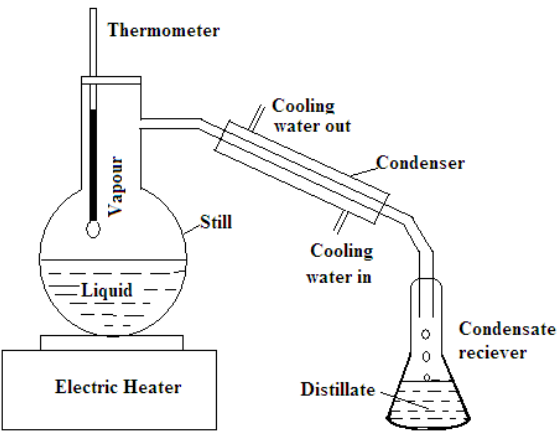 Thermometer
Cooling
water out
Condenser
Vapour
Still
Cooling
water in
Liquid
Condensate
reciever
Electric Heater
Distillate